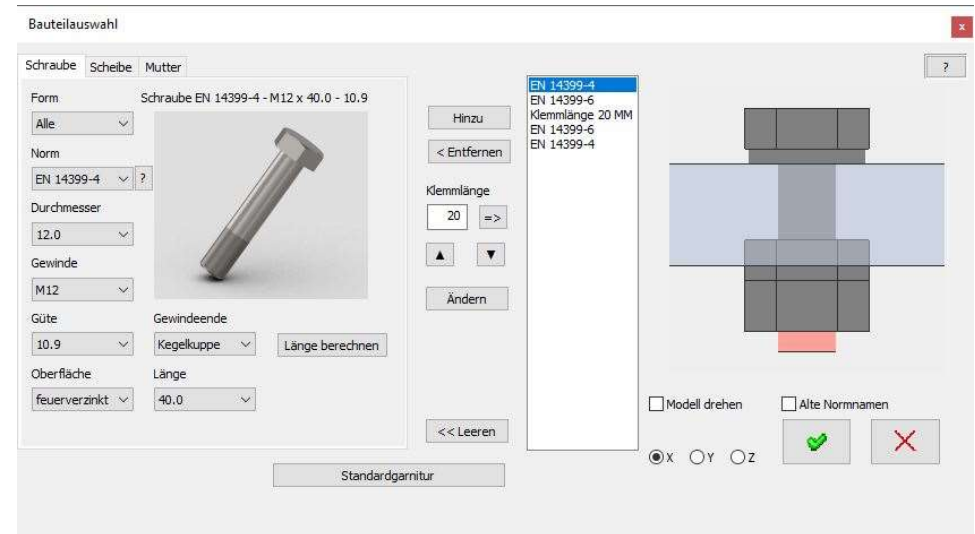 Bauteilauswahl
x
Schraube Scheibe Mutter
?
Form
Schraube EN 14399-4 - M12 x 40.0 - 10.9
Alle
Norm
EN 14399-4
?
Durchmesser
12.0
Gewinde
M12
Güte
Gewindeende
10.9
Kegelkuppe
Länge berechnen
Oberfläche
Länge
feuerverzinkt
40.0
Hinzu
< Entfernen
Klemmlänge
20
=>
▲ ▼
Ändern
<< Leeren
Standardgarnitur
EN 14399-4
EN 14399-6
Klemmlänge 20 MM
EN 14399-6
EN 14399-4
Modell drehen
Alte Normnamen
X Y Z